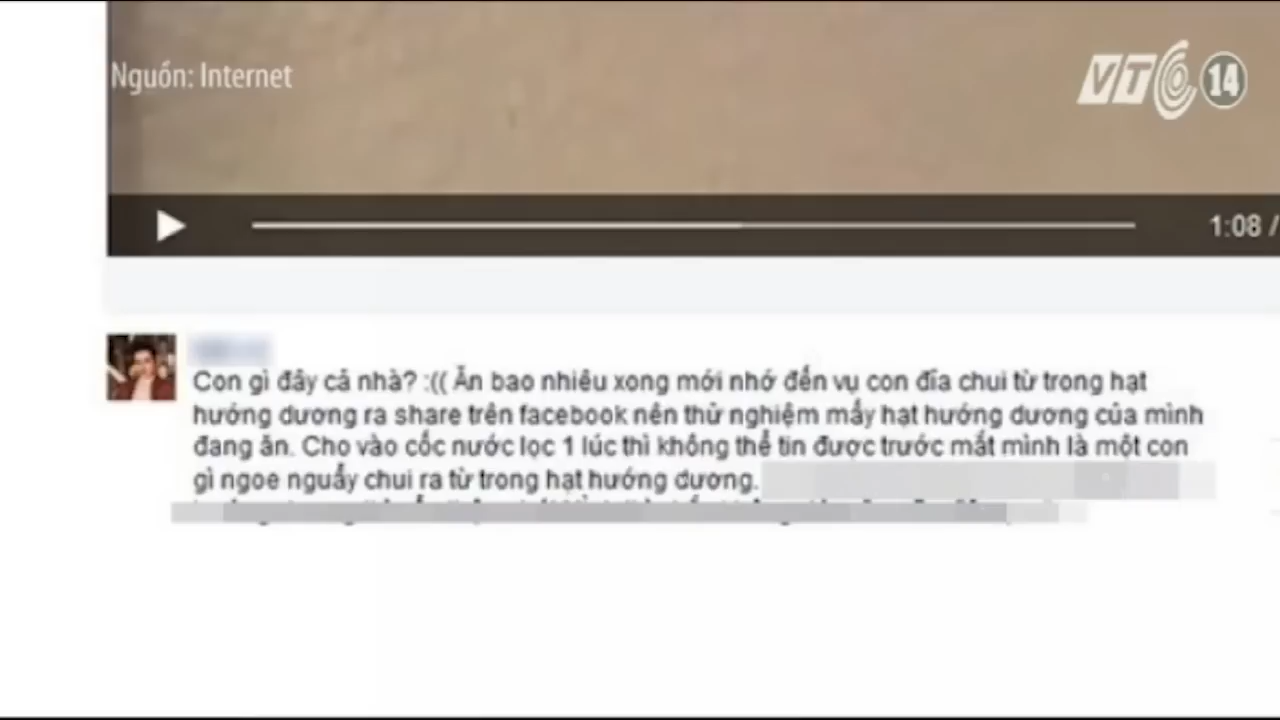 Nguồn: Internet
VTC 14
1:08 /
Con gì đây cả nhà? :(( Ăn bao nhiêu xong mới nhớ đến vụ con đỉa chui từ trong hạt
hướng dương ra share trên facebook nên thử nghiệm mấy hạt hướng dương của mình
đang ăn. Cho vào cốc nước lọc 1 lúc thì không thể tin được trước mắt mình là một con
gì ngoe nguẩy chui ra từ trong hạt hướng dương.